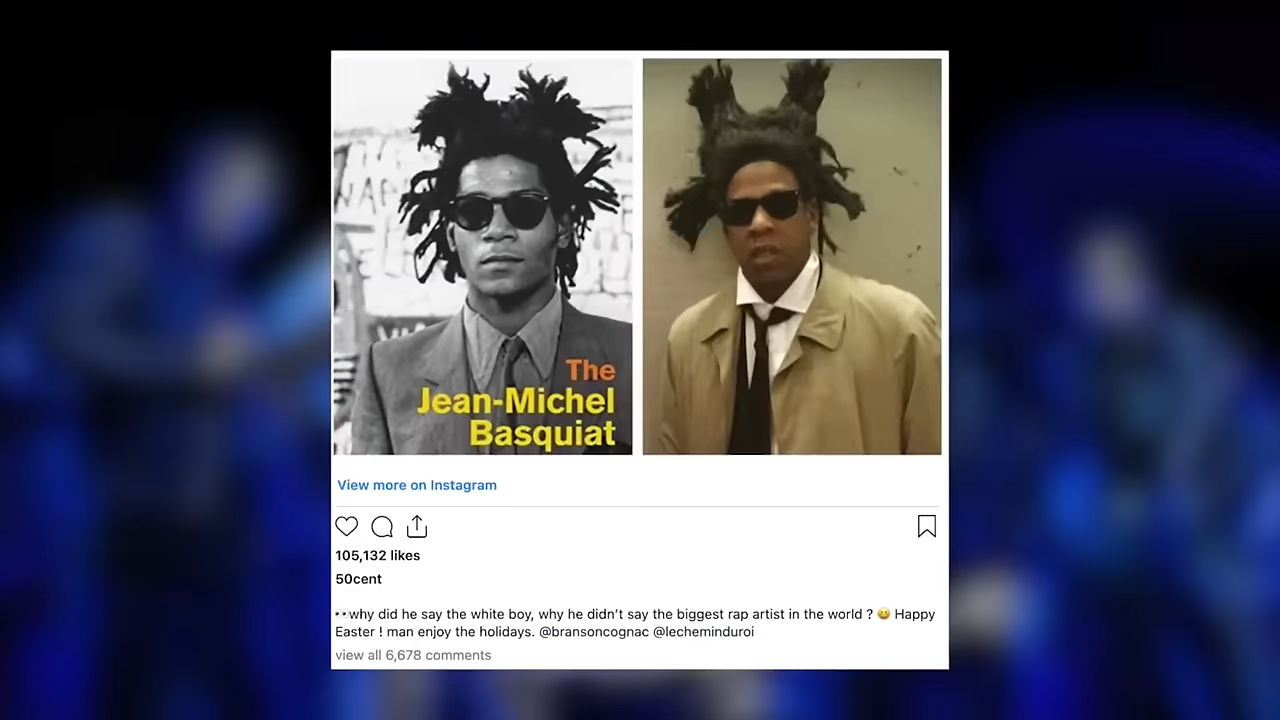 The
Jean-Michel
Basquiat
View more on Instagram
105,132 likes
50cent
👀why did he say the white boy, why he didn't say the biggest rap artist in the world ? 😆 Happy
Easter ! man enjoy the holidays. @bransoncognac @lecheminduroi
view all 6,678 comments